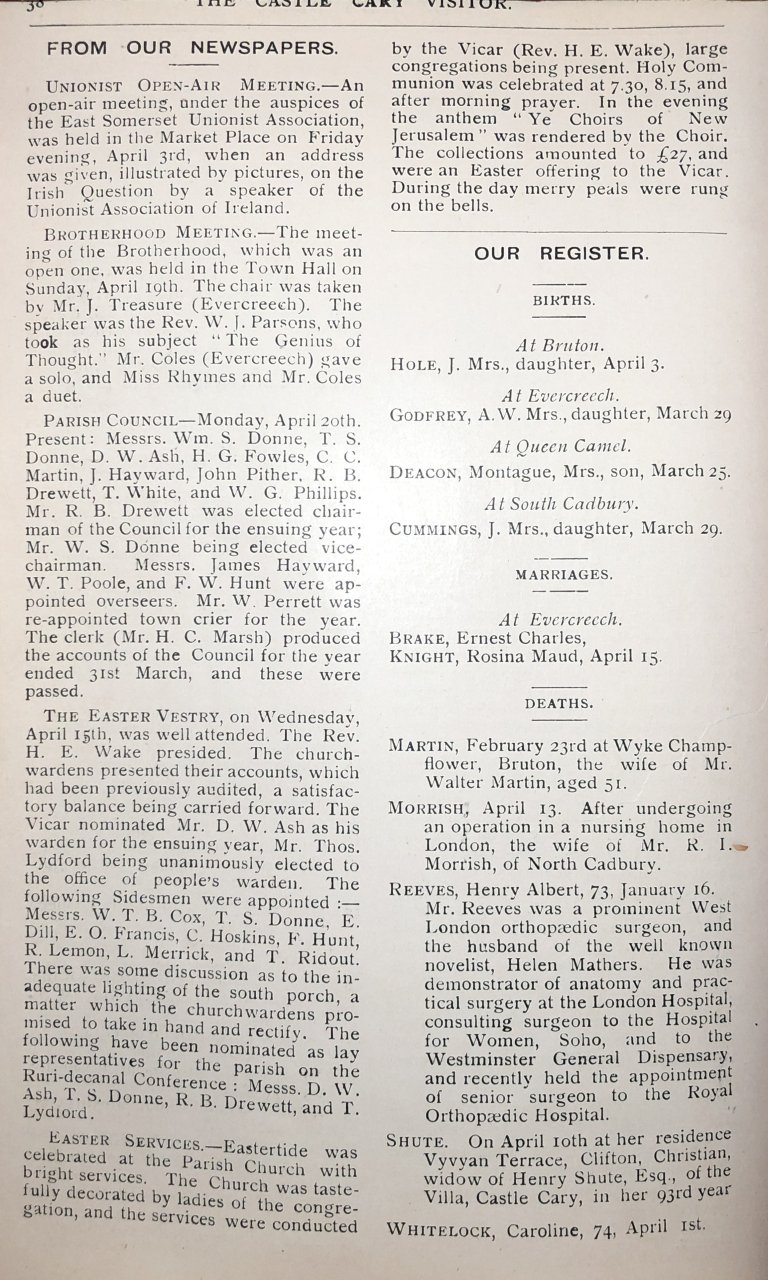 38
THE CASTLE CARY VISITOR.
FROM OUR NEWSPAPERS.
UNIONIST OPEN-AIR MEETING.—An
open-air meeting, under the auspices of
the East Somerset Unionist Association,
was held in the Market Place on Friday
evening, April 3rd, when an address
was given, illustrated by pictures, on the
Irish Question by a speaker of the
Unionist Association of Ireland.
BROTHERHOOD MEETING.—The meet-
ing of the Brotherhood, which was an
open one, was held in the Town Hall on
Sunday, April 19th. The chair was taken
by Mr. J. Treasure (Evercreech). The
speaker was the Rev. W. J. Parsons, who
took as his subject "The Genius of
Thought." Mr. Coles (Evercreech) gave
a solo, and Miss Rhymes and Mr. Coles
a duet.
PARISH COUNCIL—Monday, April 20th.
Present: Messrs. Wm. S. Donne, T. S.
Donne, D. W. Ash, H. G. Fowles, C. C.
Martin, J. Hayward, John Pither, R. B.
Drewett, T. White, and W. G. Phillips.
Mr. R. B. Drewett was elected chair-
man of the Council for the ensuing year;
Mr. W. S. Donne being elected vice-
chairman. Messrs. James Hayward,
W. T. Poole, and F. W. Hunt were ap-
pointed overseers. Mr. W. Perrett was
re-appointed town crier for the year.
The clerk (Mr. H. C. Marsh) produced
the accounts of the Council for the year
ended 31st March, and these were
passed.
THE EASTER VESTRY, on Wednesday,
April 15th, was well attended. The Rev.
H. E. Wake presided. The church-
wardens presented their accounts, which
had been previously audited, a satisfac-
tory balance being carried forward. The
Vicar nominated Mr. D. W. Ash as his
warden for the ensuing year, Mr. Thos.
Lydford being unanimously elected to
the office of people's warden. The
following Sidesmen were appointed :—
Messrs. W. T. B. Cox, T. S. Donne, E.
Dill, E. O. Francis, C. Hoskins, F. Hunt,
R. Lemon, L. Merrick, and T. Ridout.
There was some discussion as to the in-
adequate lighting of the south porch, a
matter which the churchwardens pro-
mised to take in hand and rectify. The
following have been nominated as lay
representatives for the parish on the
Ruri-decanal Conference : Messs. D. W.
Ash, T. S. Donne, R. B. Drewett, and T.
Lydford.
EASTER SERVICES.—Eastertide was
celebrated at the Parish Church with
bright services. The Church was taste-
fully decorated by ladies of the congre-
gation, and the services were conducted
by the Vicar (Rev. H. E. Wake), large
congregations being present. Holy Com-
munion was celebrated at 7.30, 8.15, and
after morning prayer. In the evening
the anthem "Ye Choirs of New
Jerusalem" was rendered by the Choir.
The collections amounted to £27, and
were an Easter offering to the Vicar.
During the day merry peals were rung
on the bells.
OUR REGISTER.
BIRTHS.
At Bruton.
HOLE, J. Mrs., daughter, April 3.
At Evercreech.
GODFREY, A.W. Mrs., daughter, March 29
At Queen Camel.
DEACON, Montague, Mrs., son, March 25.
At South Cadbury.
CUMMINGS, J. Mrs., daughter, March 29.
MARRIAGES.
At Evercreech.
BRAKE, Ernest Charles,
KNIGHT, Rosina Maud, April 15.
DEATHS.
MARTIN, February 23rd at Wyke Champ-
flower, Bruton, the wife of Mr.
Walter Martin, aged 51.
MORRISH, April 13. After undergoing
an operation in a nursing home in
London, the wife of Mr. R. I.
Morrish, of North Cadbury.
REEVES, Henry Albert, 73, January 16.
Mr. Reeves was a prominent West
London orthopædic surgeon, and
the husband of the well known
novelist, Helen Mathers. He was
demonstrator of anatomy and prac-
tical surgery at the London Hospital,
consulting surgeon to the Hospital
for Women, Soho, and to the
Westminster General Dispensary,
and recently held the appointment
of senior surgeon to the Royal
Orthopædic Hospital.
SHUTE. On April 10th at her residence
Vyvyan Terrace, Clifton, Christian,
widow of Henry Shute, Esq., of the
Villa, Castle Cary, in her 93rd year
WHITELOCK, Caroline, 74, April 1st.